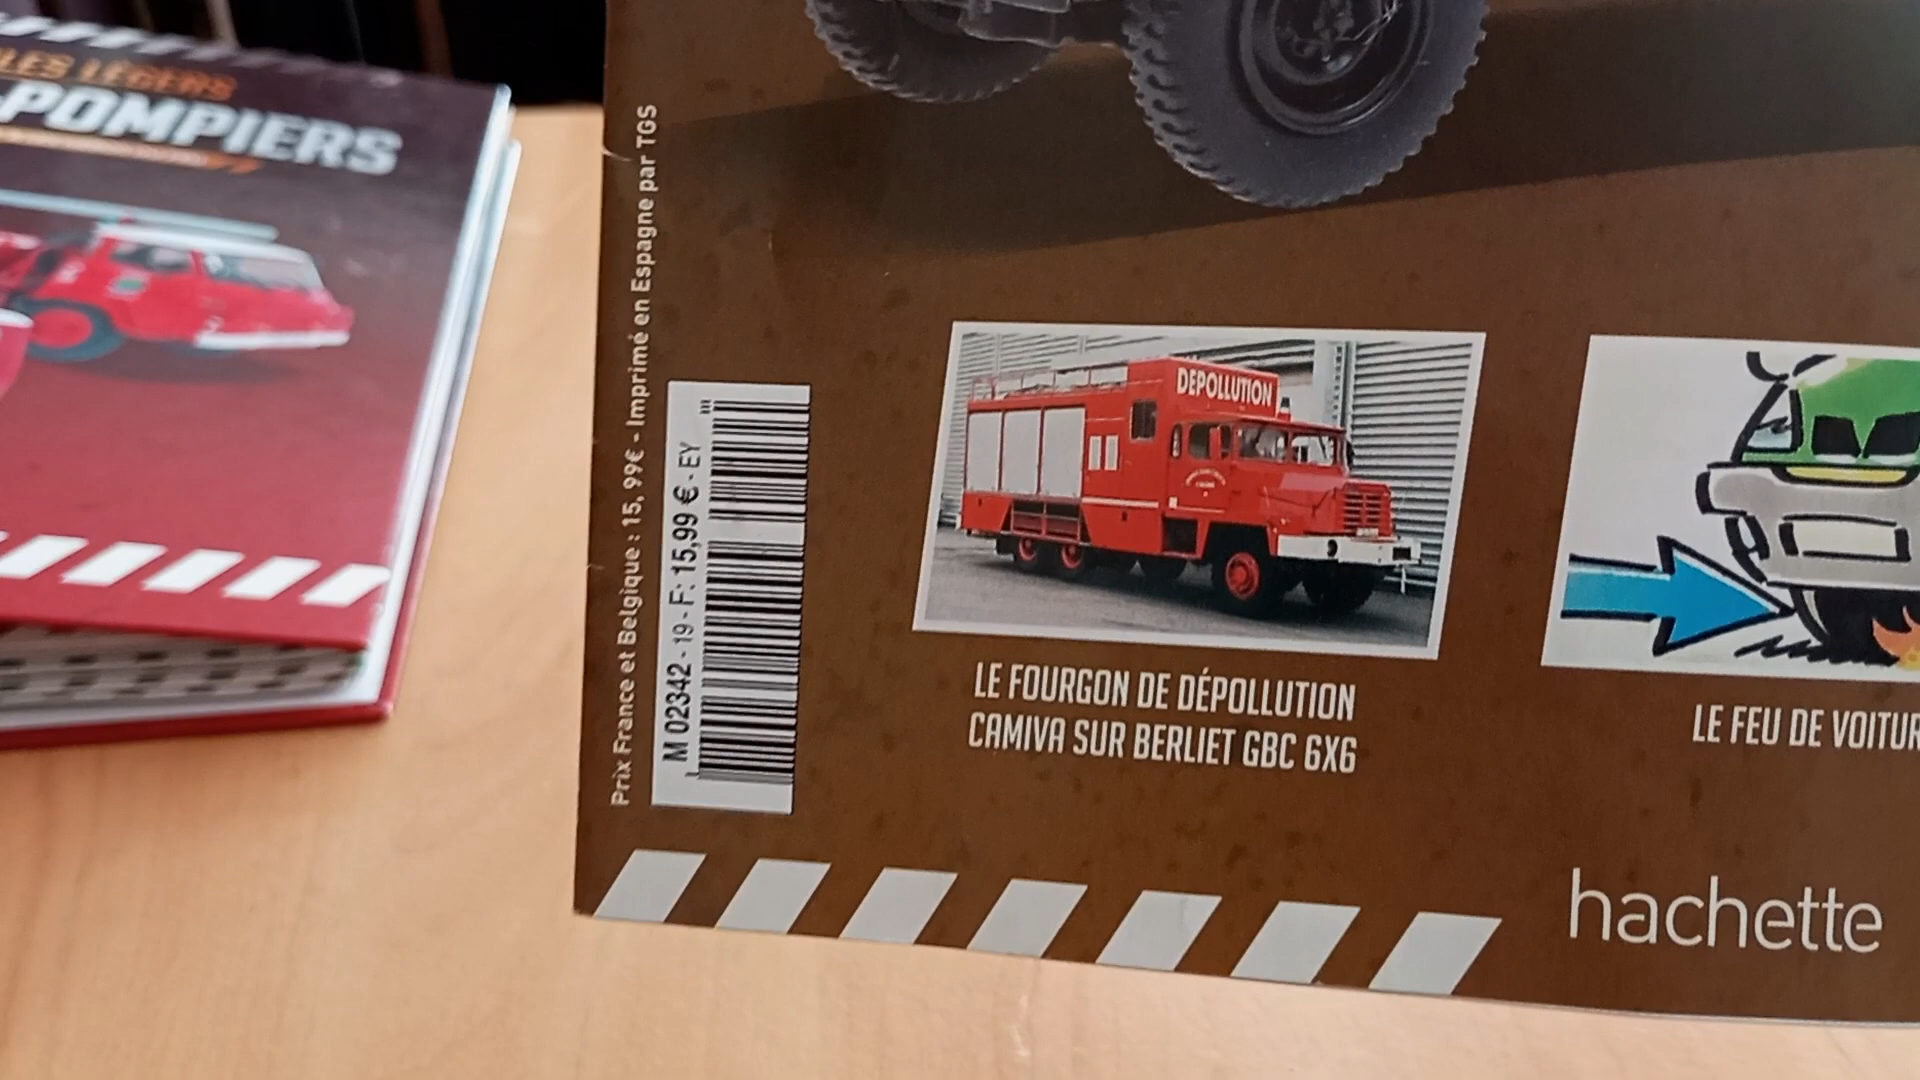 LES LÉGERS
-POMPIERS
Prix France et Belgique : 15, 99€ - Imprimé en Espagne par TGS
M 02342 - 19 - F: 15,99 € - EY
DEPOLLUTION
LE FOURGON DE DÉPOLLUTION
CAMIVA SUR BERLIET GBC 6X6
LE FEU DE VOITUR
hachette